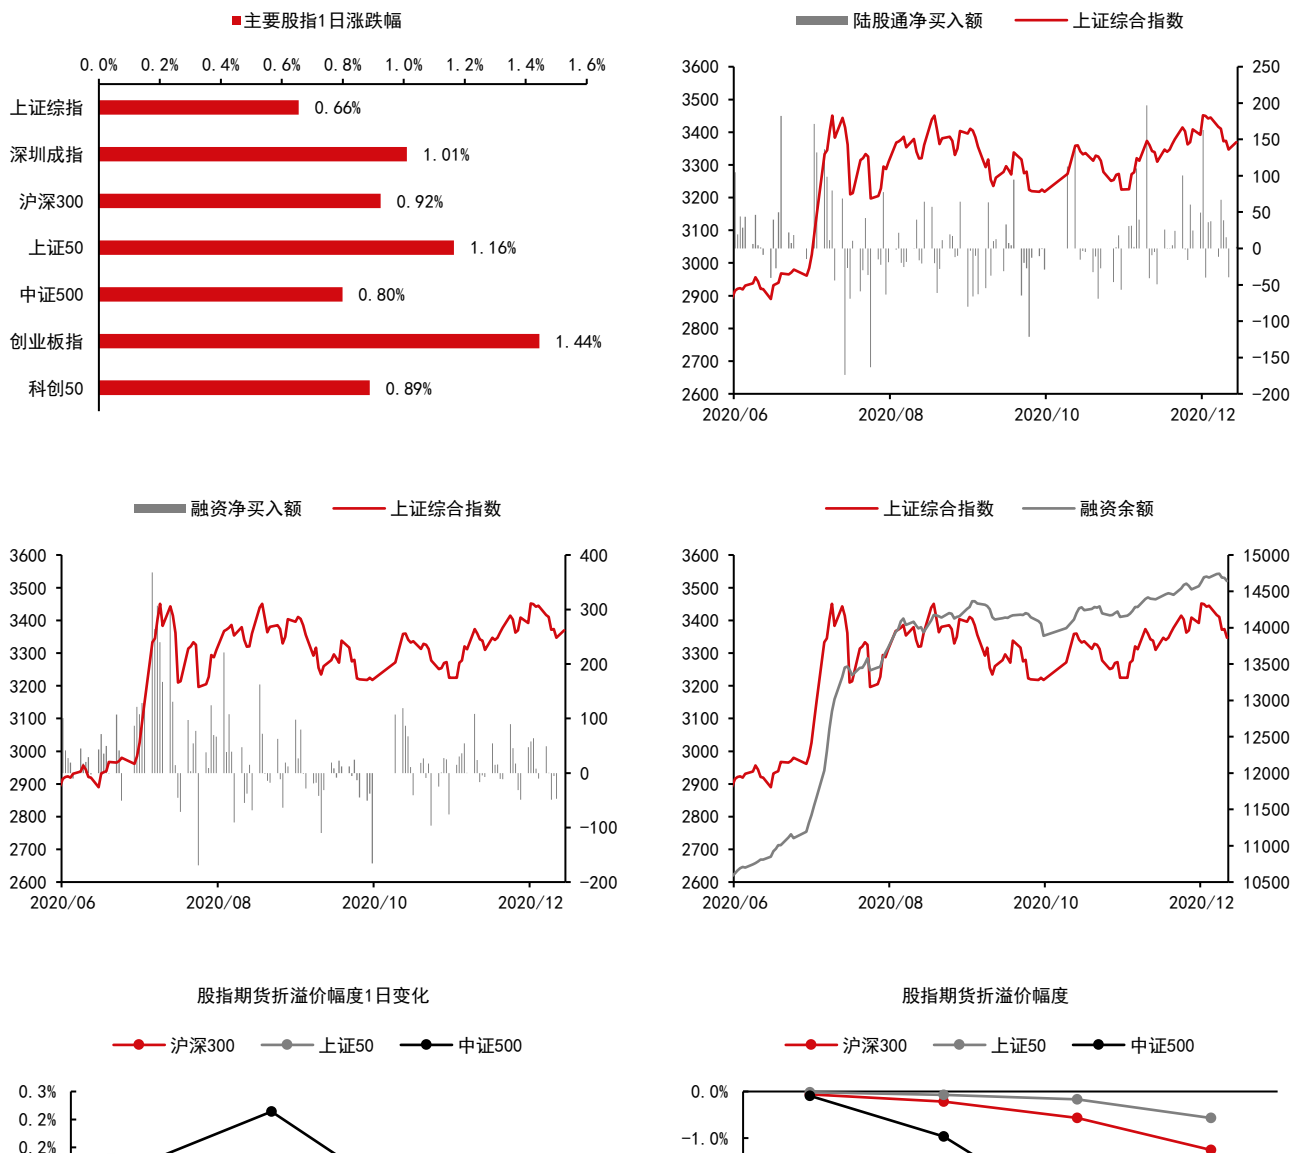 主要股指1日涨跌幅
0.0% 0.2% 0.4% 0.6% 0.8% 1.0% 1.2% 1.4% 1.6%
上证综指 0.66%
深圳成指 1.01%
沪深300 0.92%
上证50 1.16%
中证500 0.80%
创业板指 1.44%
科创50 0.89%
陆股通净买入额 上证综合指数
3600 250
3500 200
3400 150
3300 100
3200 50
3100 0
3000 -50
2900 -100
2800 -150
2700 -200
2600
2020/06 2020/08 2020/10 2020/12
融资净买入额 上证综合指数
3600 400
3500 300
3400 200
3300 100
3200 0
3100 -100
3000 -200
2900
2800
2700
2600
2020/06 2020/08 2020/10 2020/12
上证综合指数 融资余额
3600 15000
3500 14500
3400 14000
3300 13500
3200 13000
3100 12500
3000 12000
2900 11500
2800 11000
2700 10500
2600
2020/06 2020/08 2020/10 2020/12
股指期货折溢价幅度1日变化
沪深300 上证50 中证500
0.3%
0.2%
0.2%
股指期货折溢价幅度
沪深300 上证50 中证500
0.0%
-1.0%